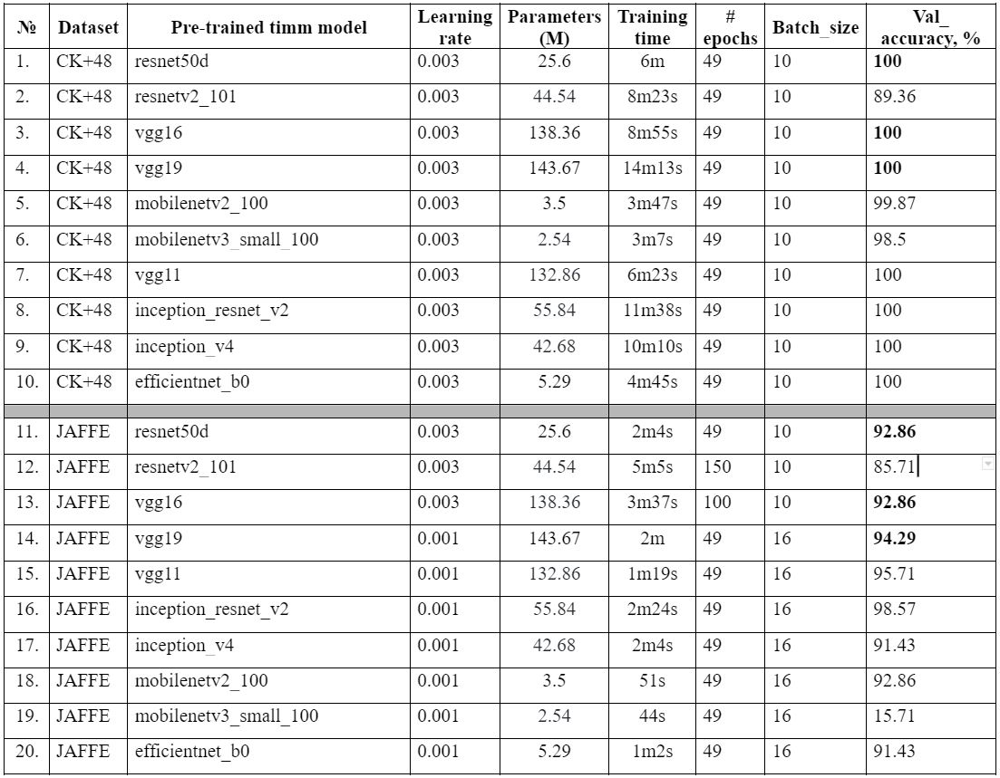 № Dataset Pre-trained timm model Learning rate Parameters (M) Training time # epochs Batch_size Val_ accuracy, %
1. CK+48 resnet50d 0.003 25.6 6m 49 10 100
2. CK+48 resnetv2_101 0.003 44.54 8m23s 49 10 89.36
3. CK+48 vgg16 0.003 138.36 8m55s 49 10 100
4. CK+48 vgg19 0.003 143.67 14m13s 49 10 100
5. CK+48 mobilenetv2_100 0.003 3.5 3m47s 49 10 99.87
6. CK+48 mobilenetv3_small_100 0.003 2.54 3m7s 49 10 98.5
7. CK+48 vgg11 0.003 132.86 6m23s 49 10 100
8. CK+48 inception_resnet_v2 0.003 55.84 11m38s 49 10 100
9. CK+48 inception_v4 0.003 42.68 10m10s 49 10 100
10. CK+48 efficientnet_b0 0.003 5.29 4m45s 49 10 100
11. JAFFE resnet50d 0.003 25.6 2m4s 49 10 92.86
12. JAFFE resnetv2_101 0.003 44.54 5m5s 150 10 85.71
13. JAFFE vgg16 0.003 138.36 3m37s 100 10 92.86
14. JAFFE vgg19 0.001 143.67 2m 49 16 94.29
15. JAFFE vgg11 0.001 132.86 1m19s 49 16 95.71
16. JAFFE inception_resnet_v2 0.001 55.84 2m24s 49 16 98.57
17. JAFFE inception_v4 0.001 42.68 2m4s 49 16 91.43
18. JAFFE mobilenetv2_100 0.001 3.5 51s 49 16 92.86
19. JAFFE mobilenetv3_small_100 0.001 2.54 44s 49 16 15.71
20. JAFFE efficientnet_b0 0.001 5.29 1m2s 49 16 91.43